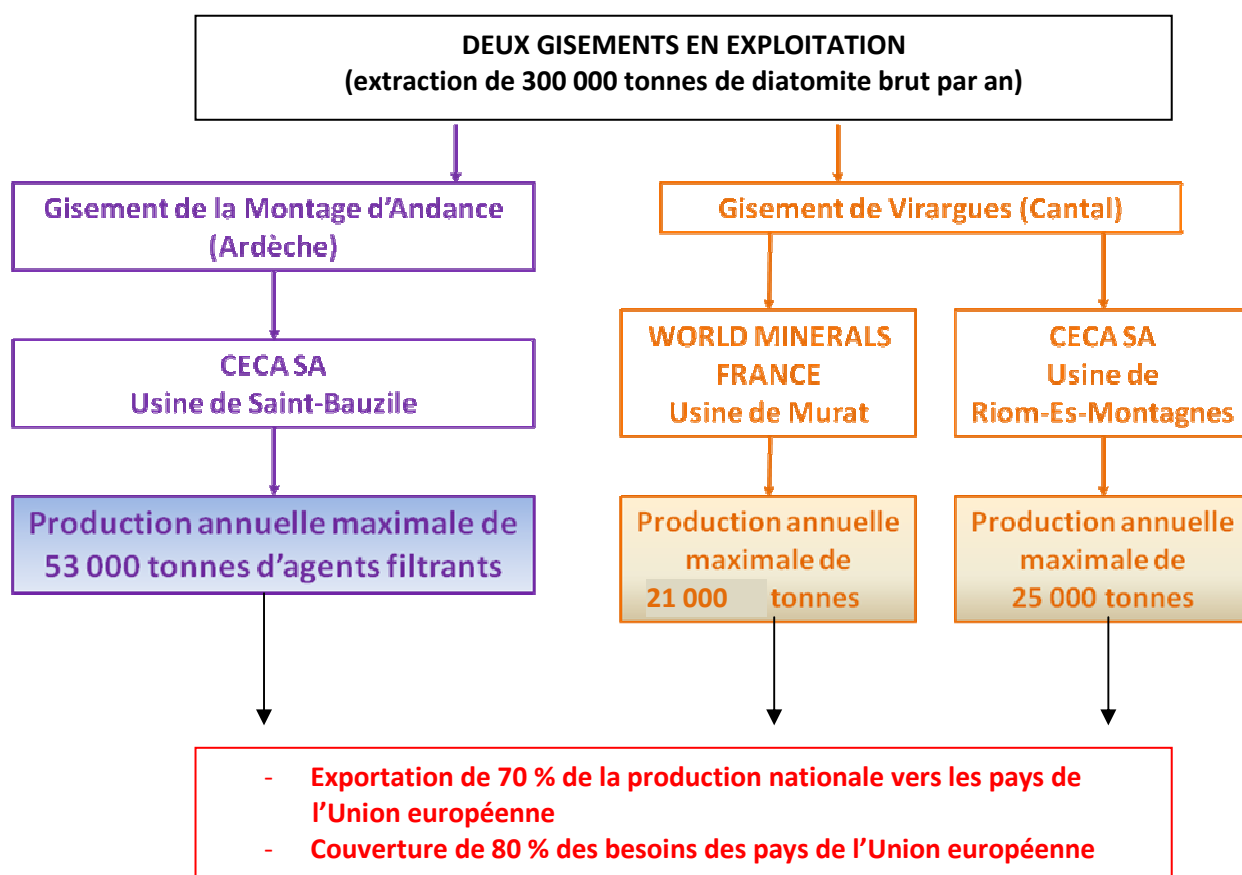 DEUX GISEMENTS EN EXPLOITATION
(extraction de 300 000 tonnes de diatomite brut par an)
Gisement de la Montage d'Andance
(Ardèche)
Gisement de Virargues (Cantal)
CECA SA
Usine de Saint-Bauzile
WORLD MINERALS
FRANCE
Usine de Murat
CECA SA
Usine de
Riom-Es-Montagnes
Production annuelle maximale de
53 000 tonnes d'agents filtrants
Production annuelle
maximale de
21 000 tonnes
Production annuelle
maximale de
25 000 tonnes
- Exportation de 70 % de la production nationale vers les pays de
l'Union européenne
- Couverture de 80 % des besoins des pays de l'Union européenne